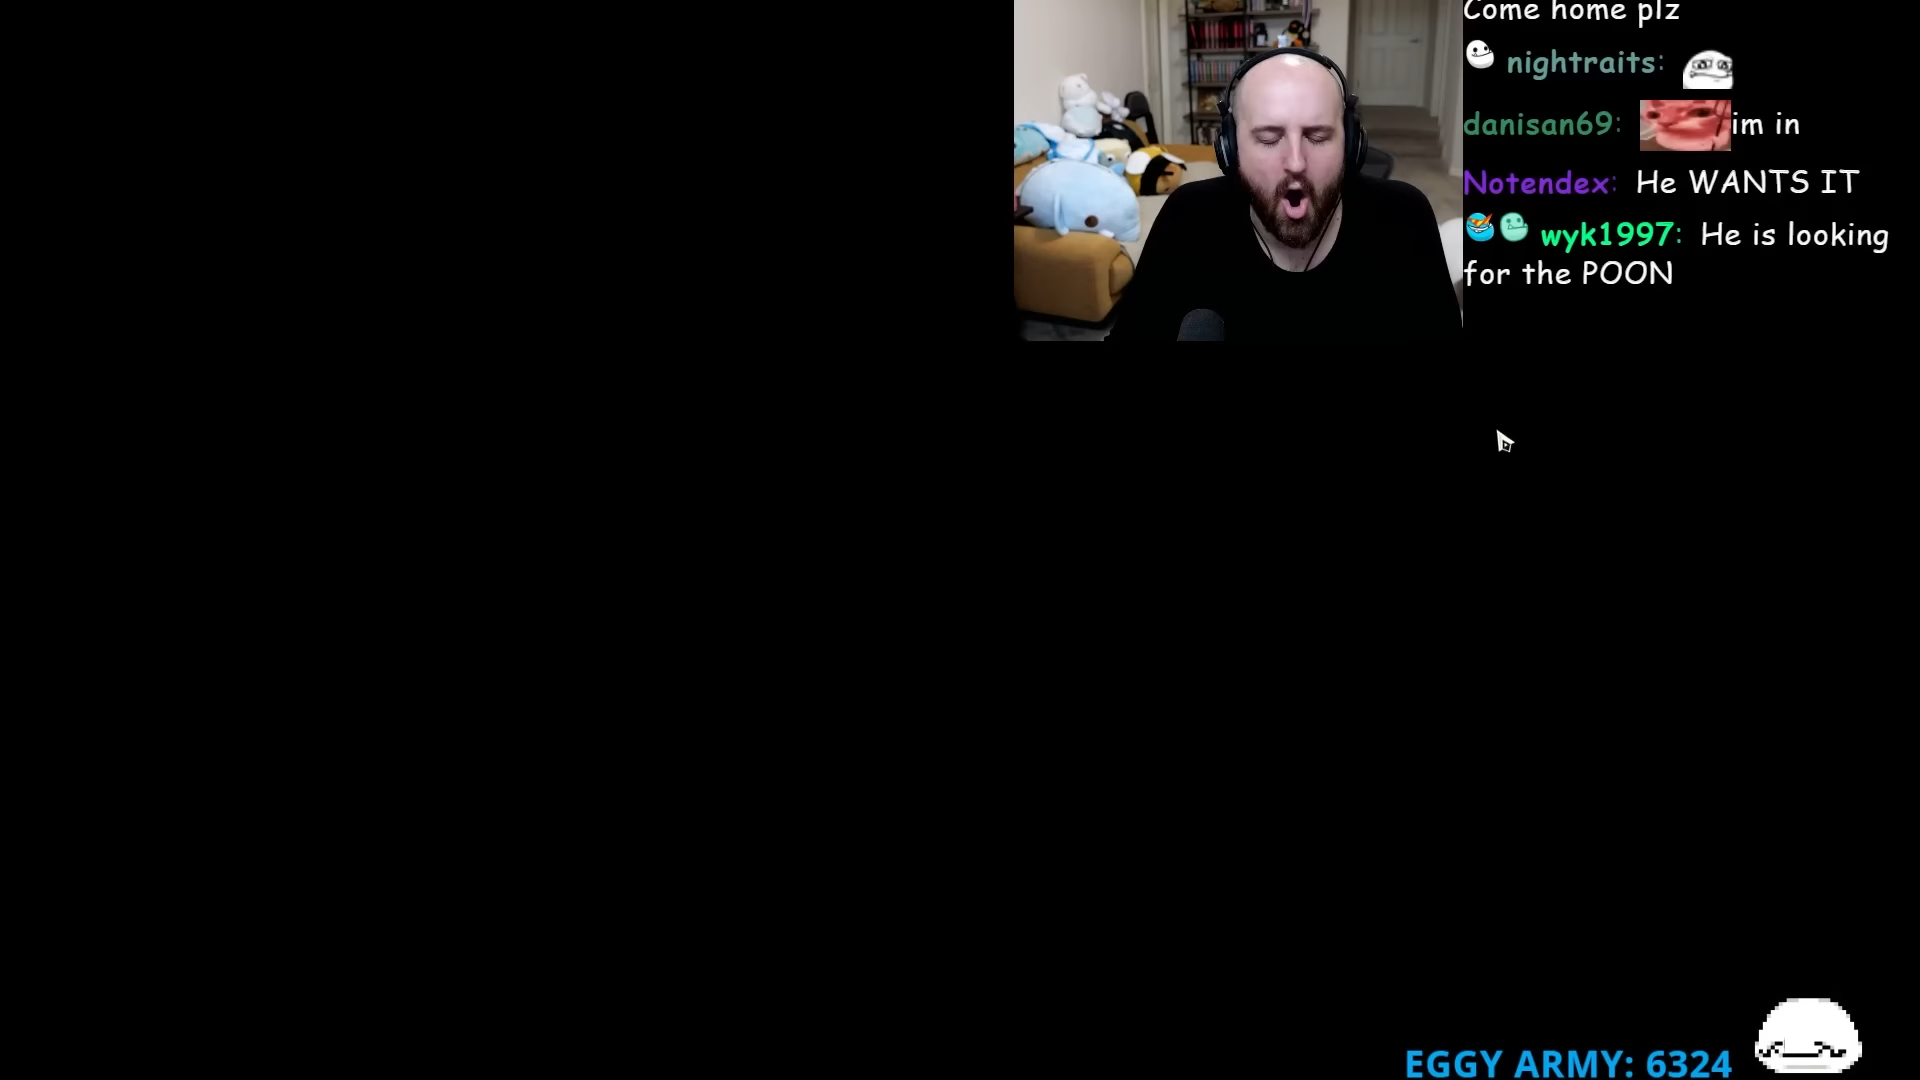 Come home plz
nightraits:
danisan69: im in
Notendex: He WANTS IT
wyk1997: He is looking
for the POON
EGGY ARMY: 6324